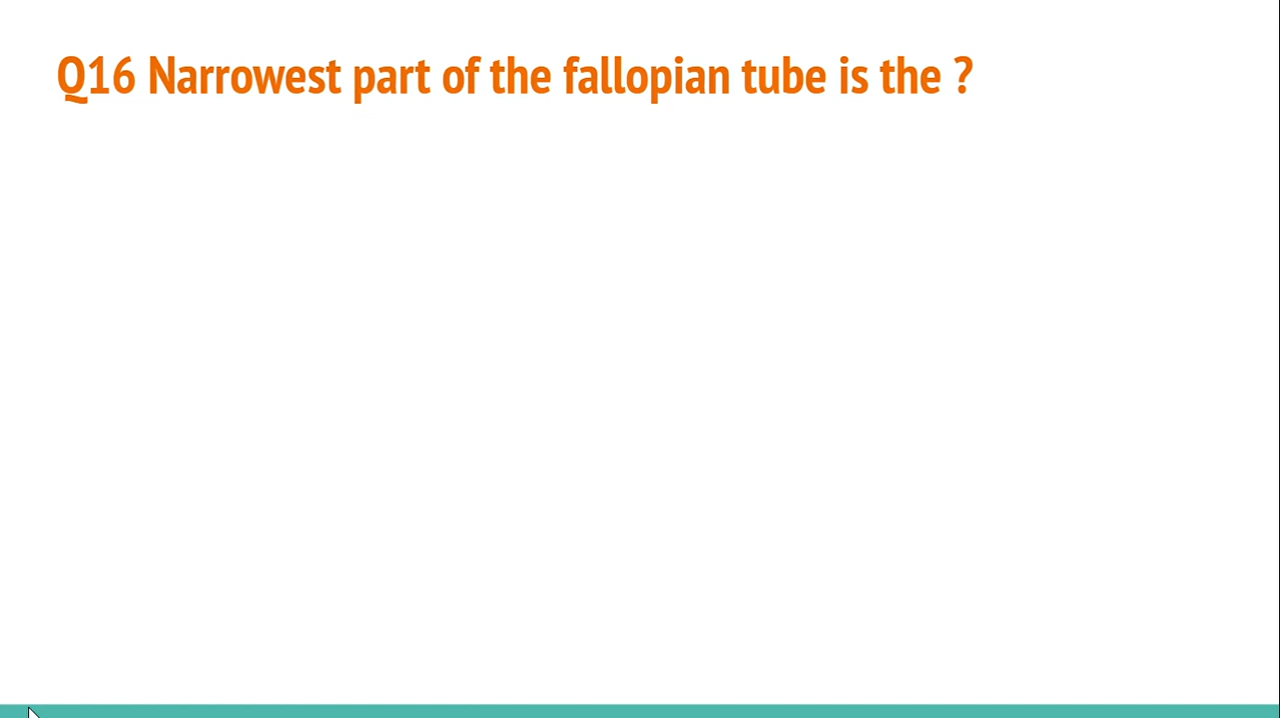 Q16 Narrowest part of the fallopian tube is the ?